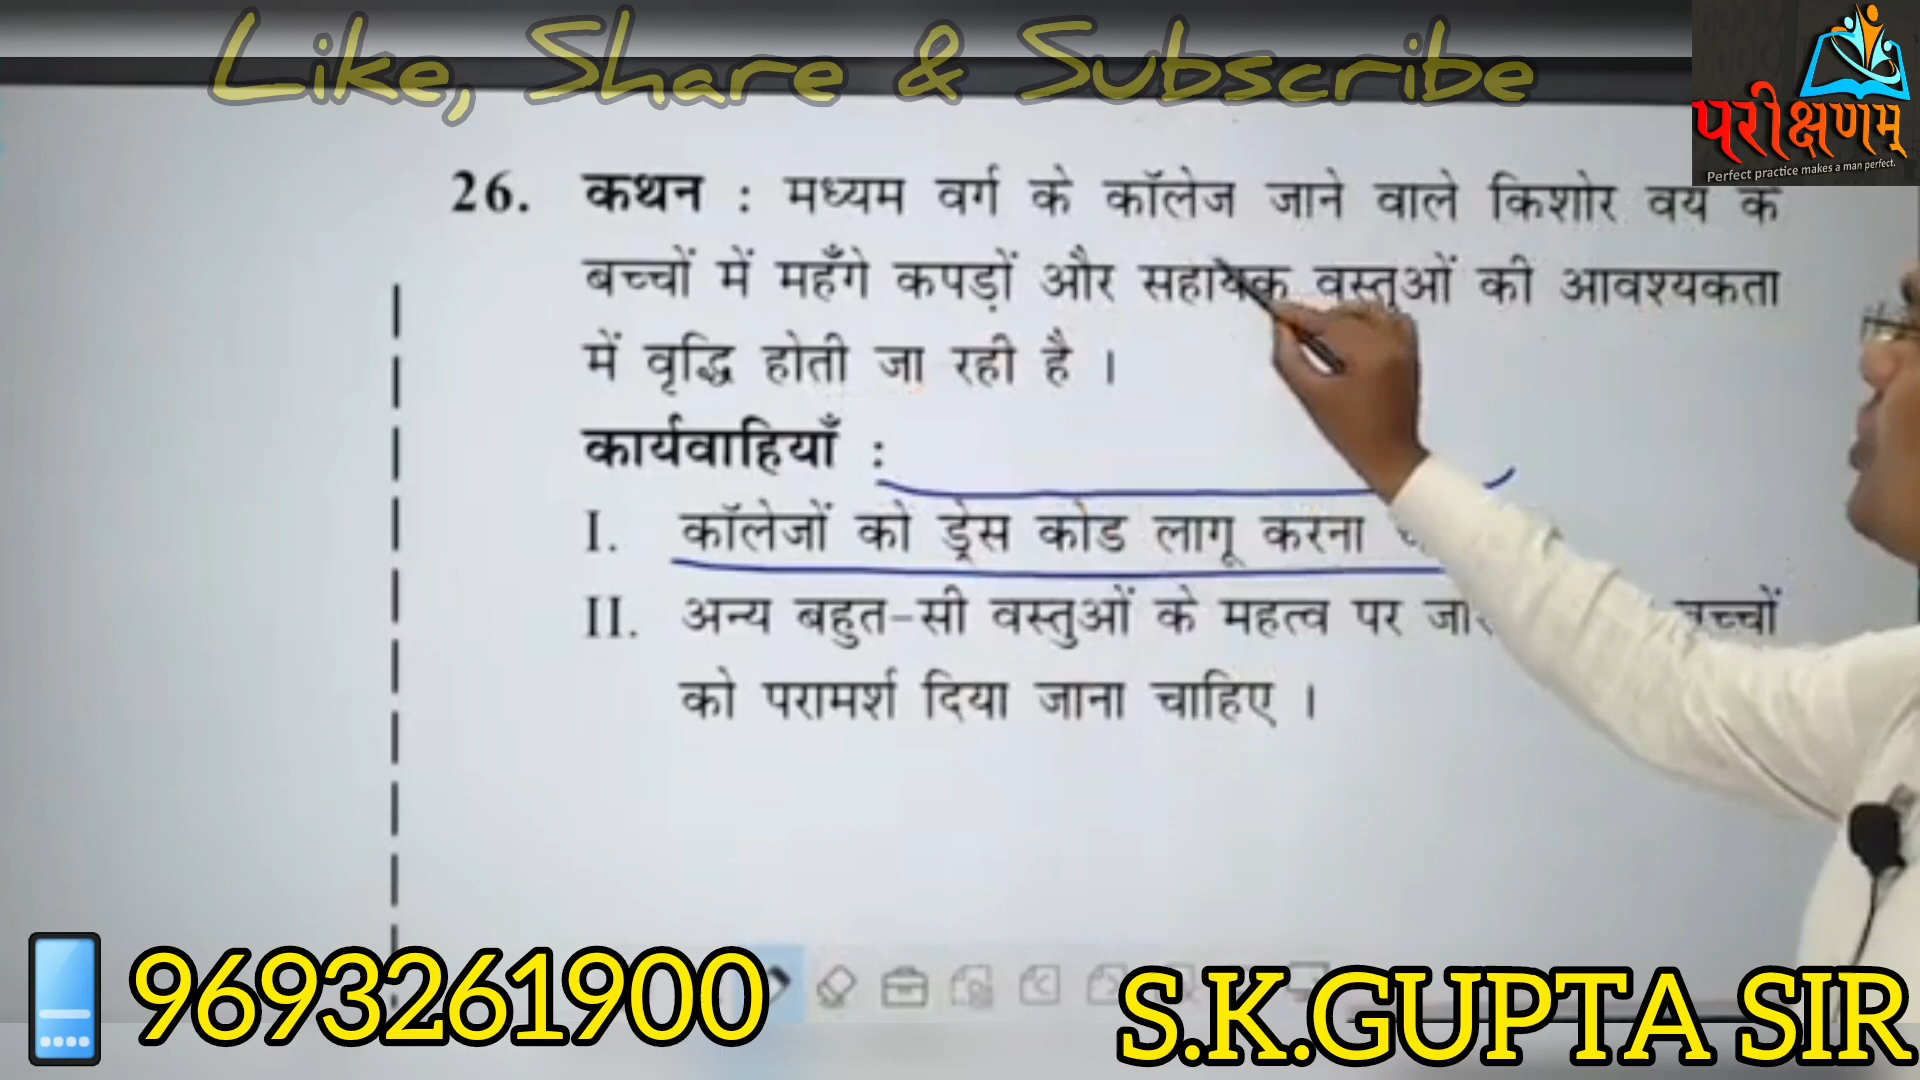 Like, Share & Subscribe
परीक्षणम्
Perfect practice makes a man perfect.
26. कथन : मध्यम वर्ग के कॉलेज जाने वाले किशोर वय के
बच्चों में महँगे कपड़ों और सहायक वस्तुओं की आवश्यकता
में वृद्धि होती जा रही है ।
कार्यवाहियाँ :
I. कॉलेजों को ड्रेस कोड लागू करना
II. अन्य बहुत-सी वस्तुओं के महत्व पर बच्चों
को परामर्श दिया जाना चाहिए ।
9693261900
S.K.GUPTA SIR